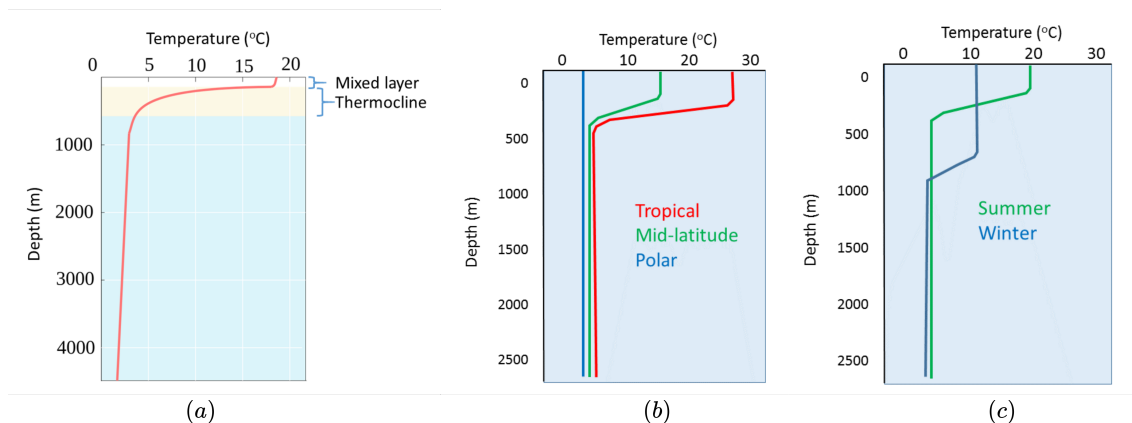 Temperature (°C)
0 5 10 15 20
Mixed layer
Thermocline
1000
2000
3000
4000
Depth (m)
(a)
Temperature (°C)
0 10 20 30
0
500
1000
1500
2000
2500
Depth (m)
Tropical
Mid-latitude
Polar
(b)
Temperature (°C)
0 10 20 30
0
500
1000
1500
2000
2500
Depth (m)
Summer
Winter
(c)